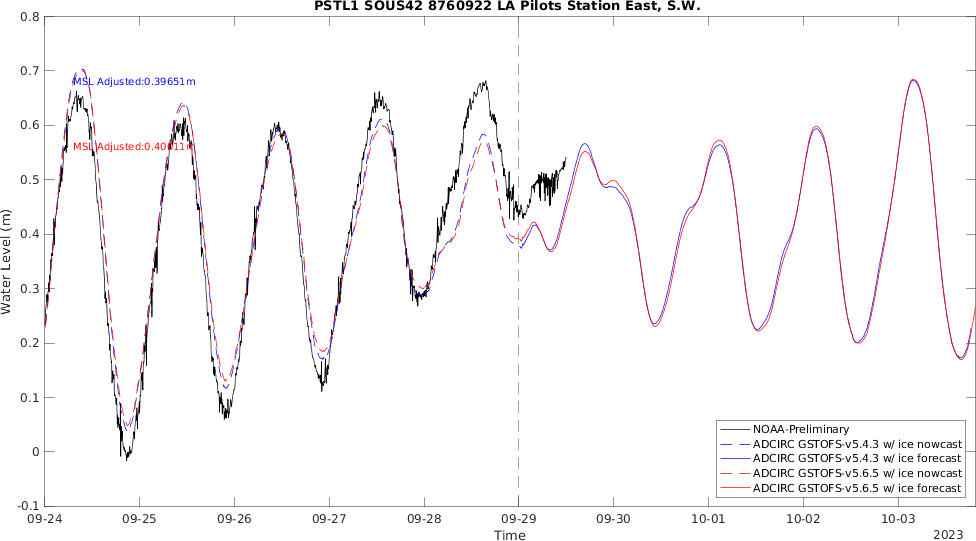 PSTL1 SOUS42 8760922 LA Pilots Station East, S.W.
0.8
0.7
0.6
0.5
0.4
0.3
0.2
0.1
0
-0.1
Water Level (m)
MSL Adjusted:0.39651m
MSL Adjusted:0.40011m
NOAA-Preliminary
ADCIRC GSTOFS-v5.4.3 w/ ice nowcast
ADCIRC GSTOFS-v5.4.3 w/ ice forecast
ADCIRC GSTOFS-v5.6.5 w/ ice nowcast
ADCIRC GSTOFS-v5.6.5 w/ ice forecast
09-24 09-25 09-26 09-27 09-28 09-29 09-30 10-01 10-02 10-03
Time
2023